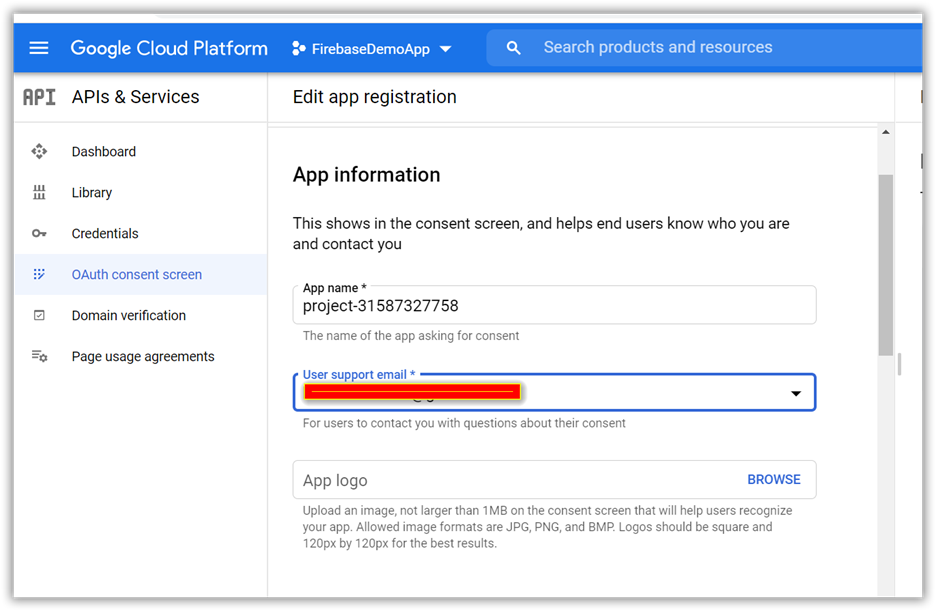 Google Cloud Platform
FirebaseDemoApp
Search products and resources
API
APIs & Services
Edit app registration
Dashboard
Library
Credentials
OAuth consent screen
Domain verification
Page usage agreements
App information
This shows in the consent screen, and helps end users know who you are
and contact you
App name *
project-31587327758
The name of the app asking for consent
User support email *
For users to contact you with questions about their consent
App logo
BROWSE
Upload an image, not larger than 1MB on the consent screen that will help users recognize
your app. Allowed image formats are JPG, PNG, and BMP. Logos should be square and
120px by 120px for the best results.